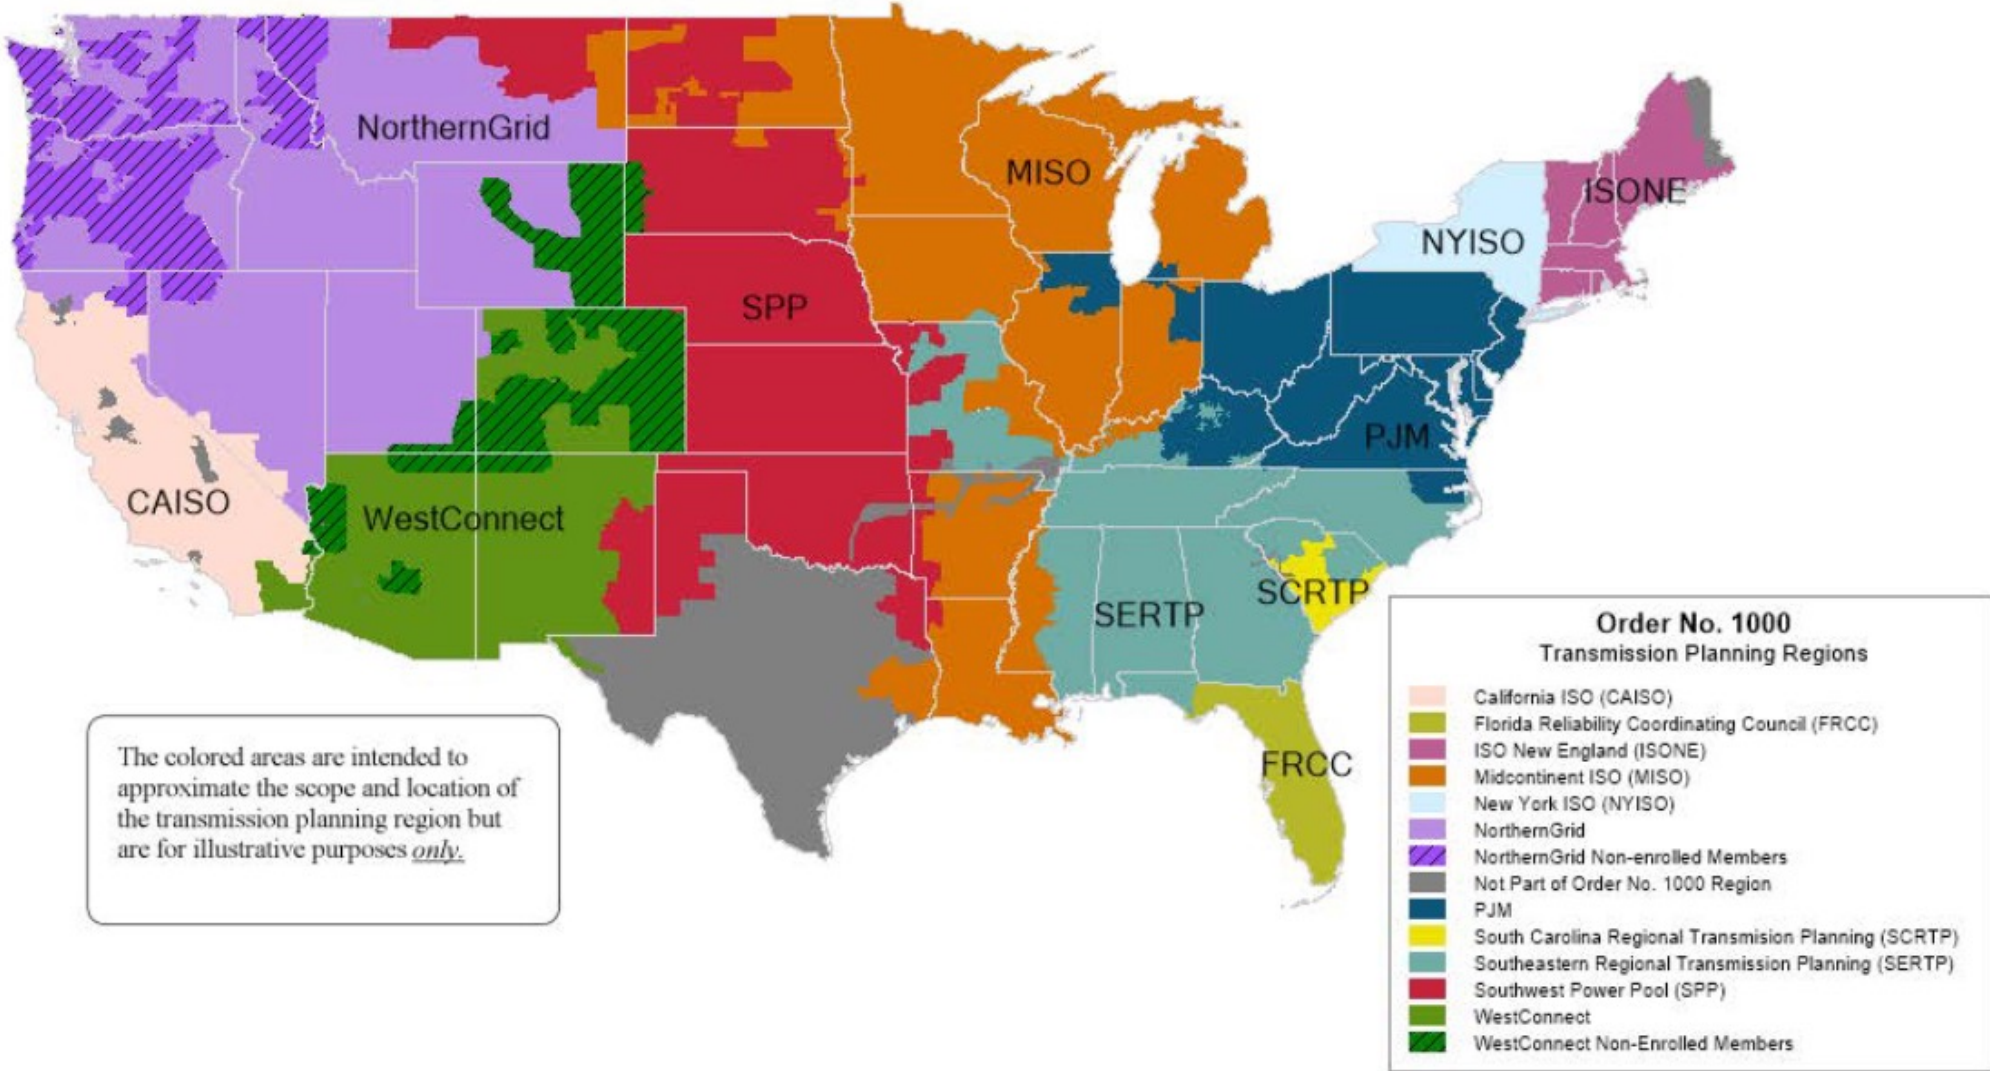 NorthernGrid
MISO
ISONE
NYISO
SPP
PJM
CAISO
WestConnect
SCRTP
SERTP
FRCC
The colored areas are intended to
approximate the scope and location of
the transmission planning region but
are for illustrative purposes only.
Order No. 1000
Transmission Planning Regions
California ISO (CAISO)
Florida Reliability Coordinating Council (FRCC)
ISO New England (ISONE)
Midcontinent ISO (MISO)
New York ISO (NYISO)
NorthernGrid
NorthernGrid Non-enrolled Members
Not Part of Order No. 1000 Region
PJM
South Carolina Regional Transmision Planning (SCRTP)
Southeastern Regional Transmission Planning (SERTP)
Southwest Power Pool (SPP)
WestConnect
WestConnect Non-Enrolled Members